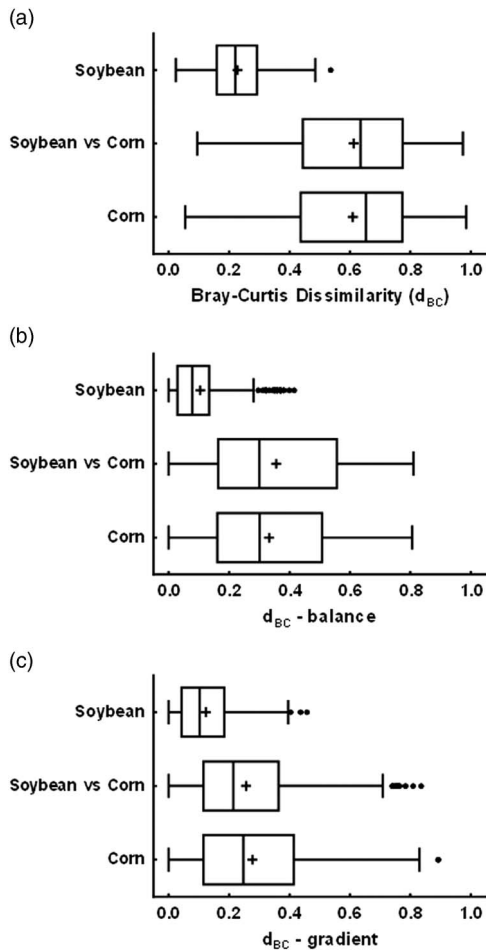 (a)
Soybean
Soybean vs Corn
Corn
0.0 0.2 0.4 0.6 0.8 1.0
Bray-Curtis Dissimilarity (dBC)
(b)
Soybean
Soybean vs Corn
Corn
0.0 0.2 0.4 0.6 0.8 1.0
dBC - balance
(c)
Soybean
Soybean vs Corn
Corn
0.0 0.2 0.4 0.6 0.8 1.0
dBC - gradient